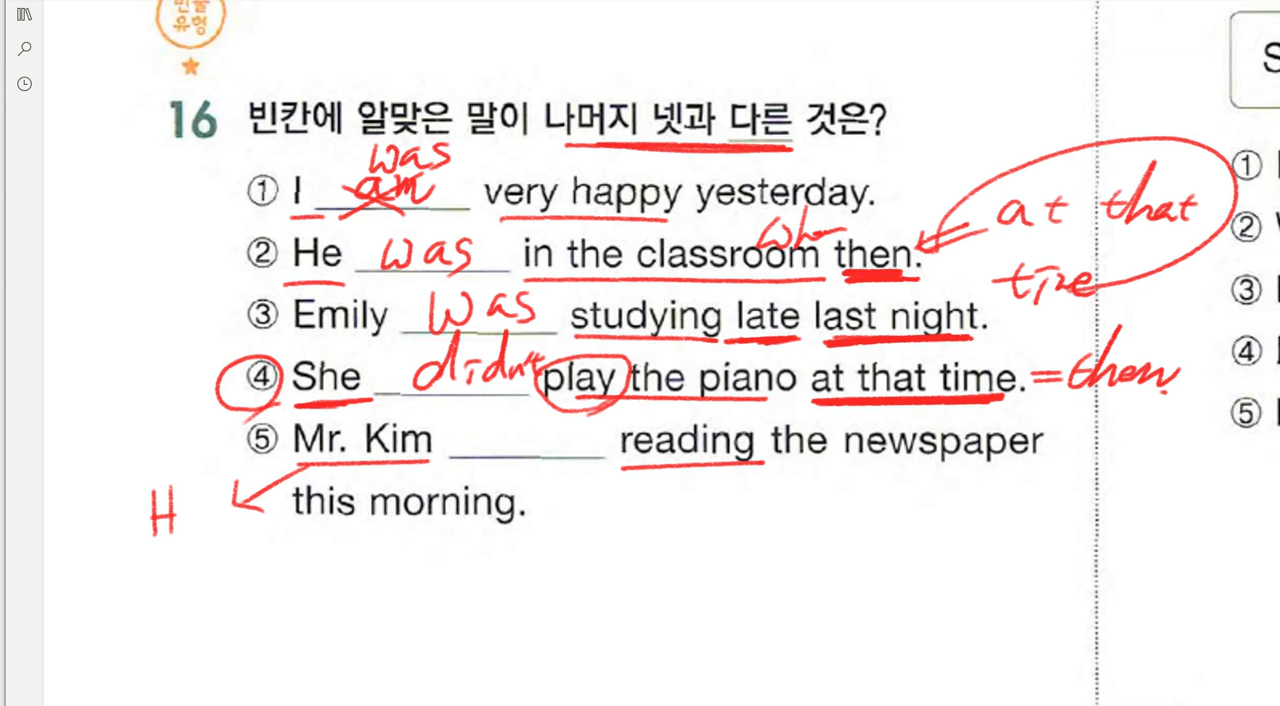 유형
16 빈칸에 알맞은 말이 나머지 넷과 다른 것은?
was
① I am very happy yesterday.
② He was in the classroom then. at that
time
③ Emily was studying late last night.
④ She didn't play the piano at that time. = then.
⑤ Mr. Kim ________ reading the newspaper
this morning.
H
S
①
②
③
④
⑤